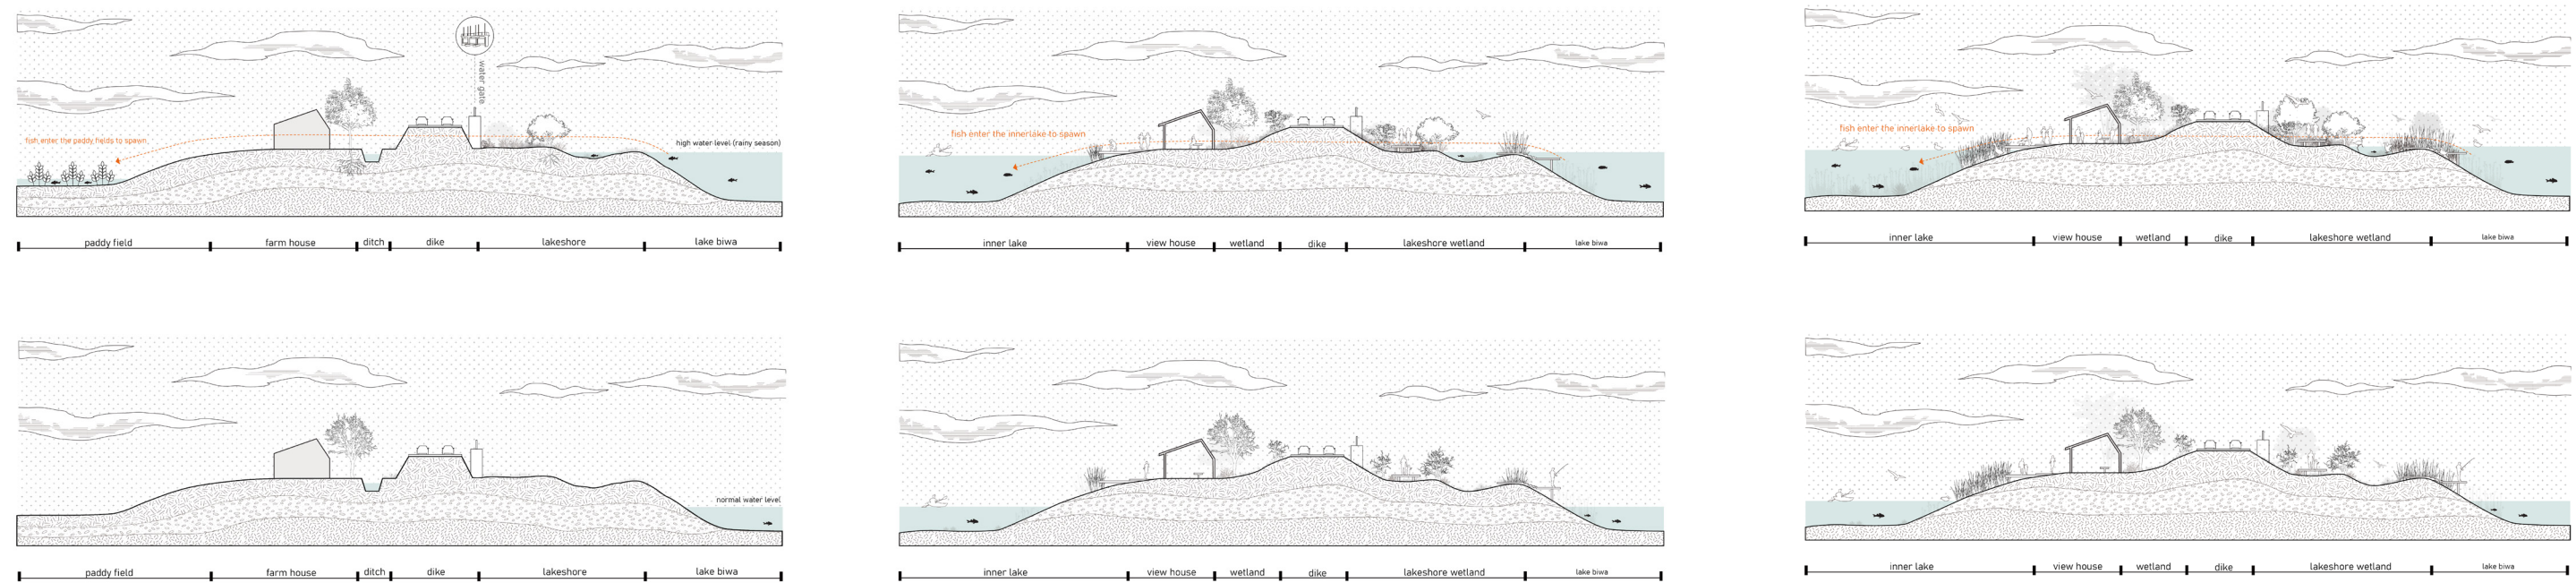 water gate
fish enter the paddy fields to spawn
high water level (rainy season)
paddy field farm house ditch dike lakeshore lake biwa
fish enter the innerlake to spawn
inner lake view house wetland dike lakeshore wetland lake biwa
fish enter the innerlake to spawn
inner lake view house wetland dike lakeshore wetland lake biwa
normal water level
paddy field farm house ditch dike lakeshore lake biwa
inner lake view house wetland dike lakeshore wetland lake biwa
inner lake view house wetland dike lakeshore wetland lake biwa